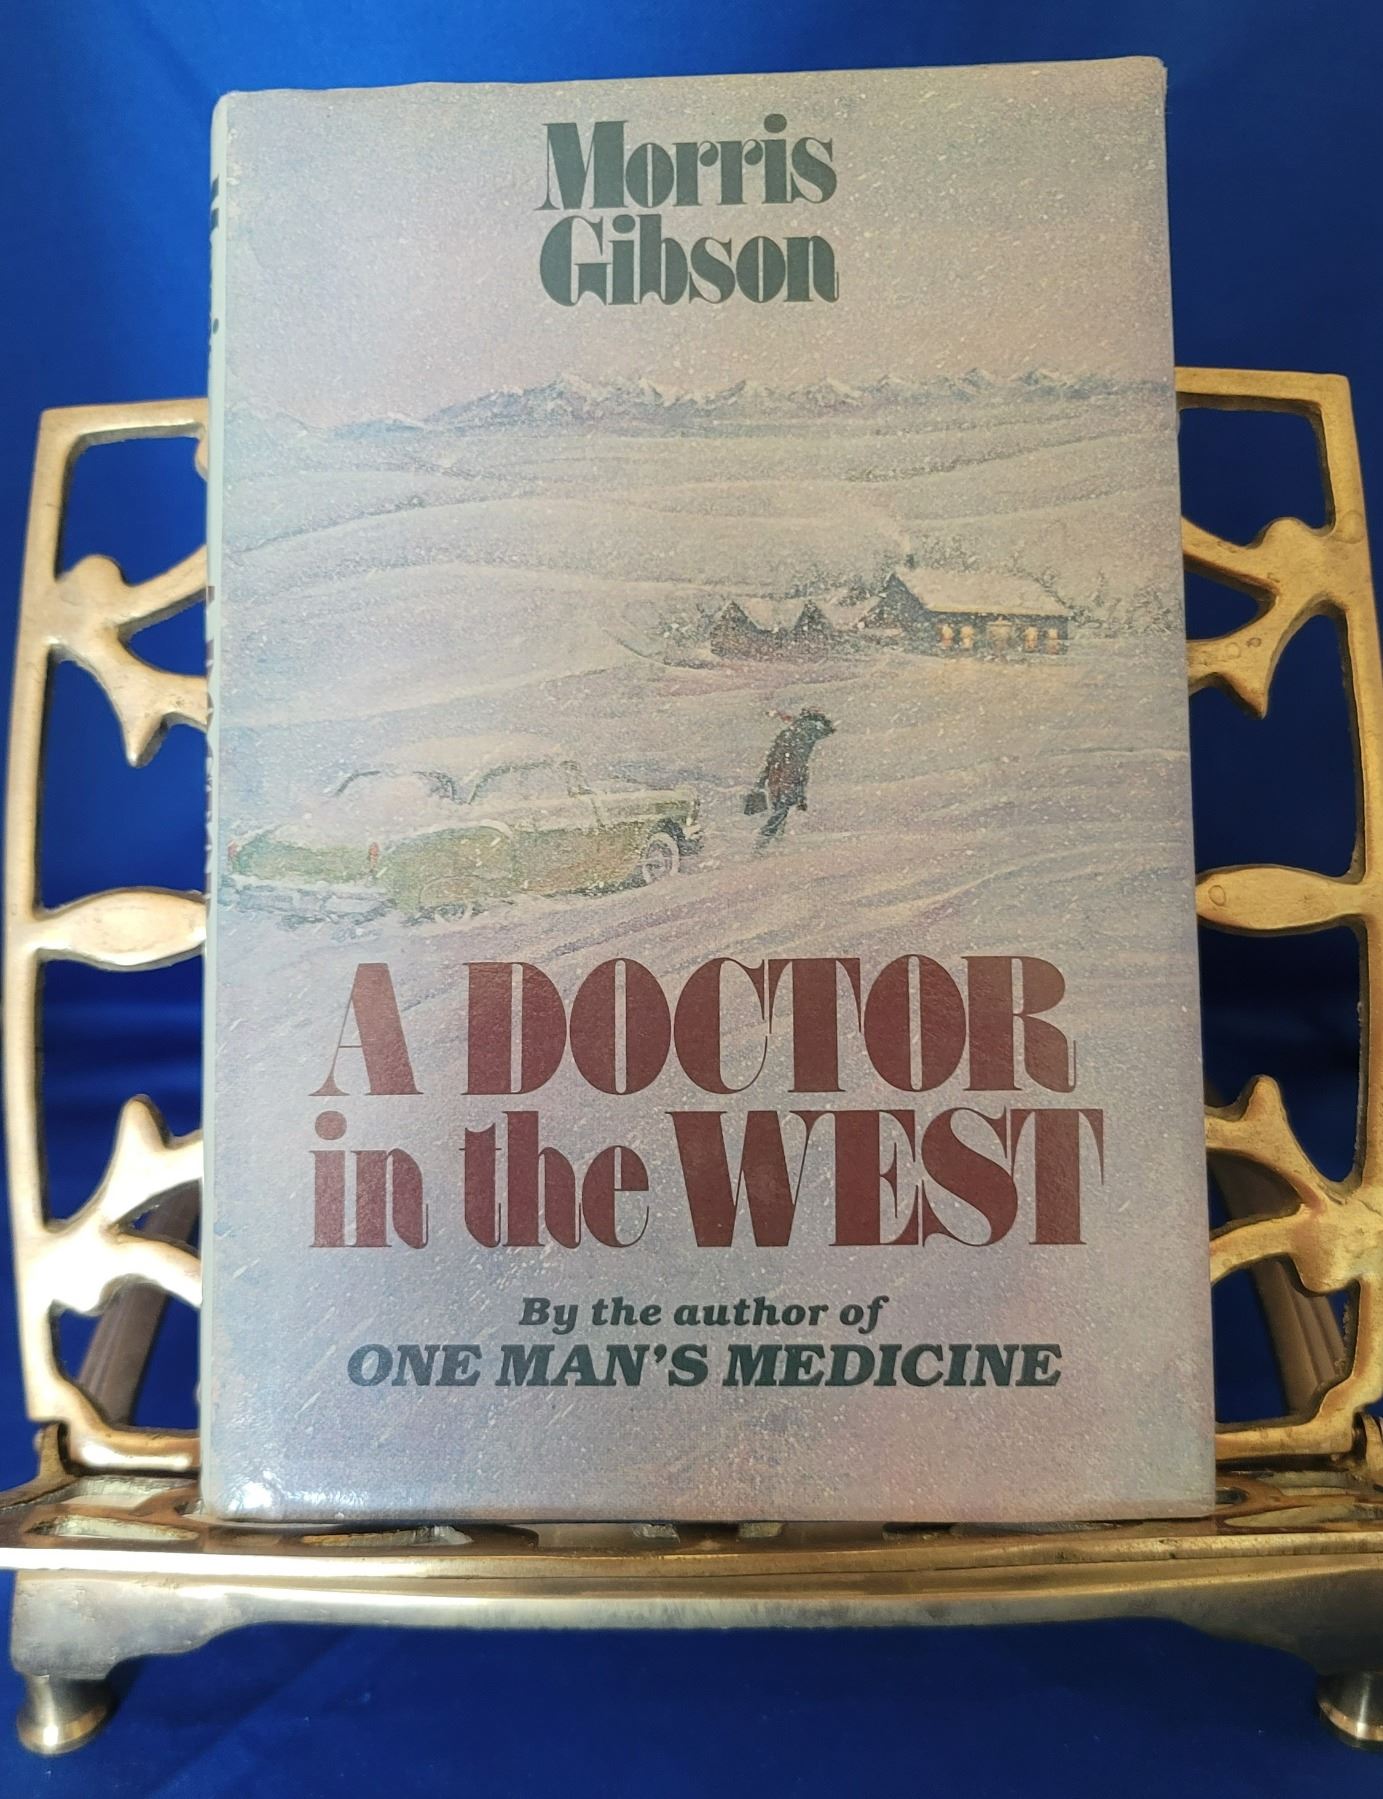 Morris
Gibson
A DOCTOR
in the WEST
By the author of
ONE MAN'S MEDICINE